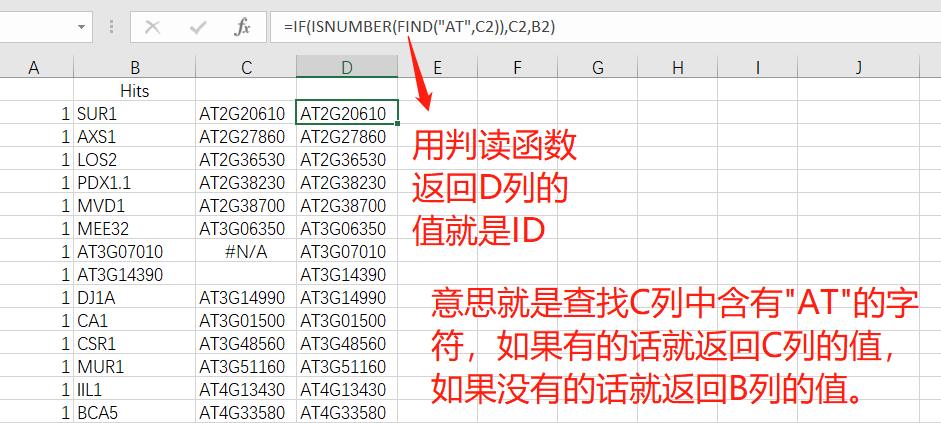 fx =IF(ISNUMBER(FIND("AT",C2)),C2,B2)
A B C D E F G H I J
Hits
1 SUR1 AT2G20610 AT2G20610
1 AXS1 AT2G27860 AT2G27860
1 LOS2 AT2G36530 AT2G36530
1 PDX1.1 AT2G38230 AT2G38230
1 MVD1 AT2G38700 AT2G38700
1 MEE32 AT3G06350 AT3G06350
1 AT3G07010 #N/A AT3G07010
1 AT3G14390 AT3G14390
1 DJ1A AT3G14990 AT3G14990
1 CA1 AT3G01500 AT3G01500
1 CSR1 AT3G48560 AT3G48560
1 MUR1 AT3G51160 AT3G51160
1 IIL1 AT4G13430 AT4G13430
1 BCA5 AT4G33580 AT4G33580
用判读函数
返回D列的
值就是ID
意思就是查找C列中含有"AT"的字
符，如果有的话就返回C列的值，
如果没有的话就返回B列的值。